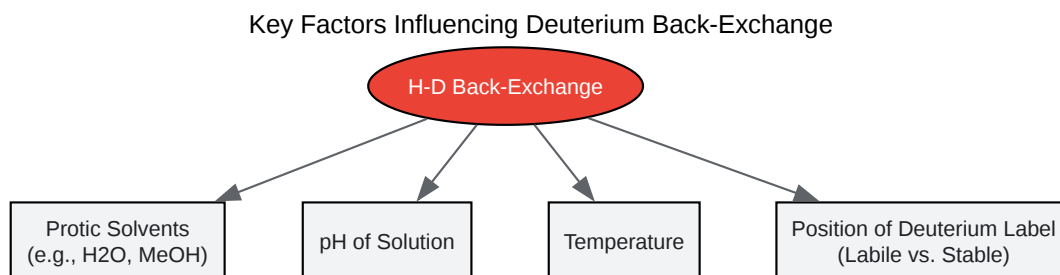 Key Factors Influencing Deuterium Back-Exchange
H-D Back-Exchange
Protic Solvents
(e.g., H2O, MeOH)
pH of Solution
Temperature
Position of Deuterium Label
(Labile vs. Stable)